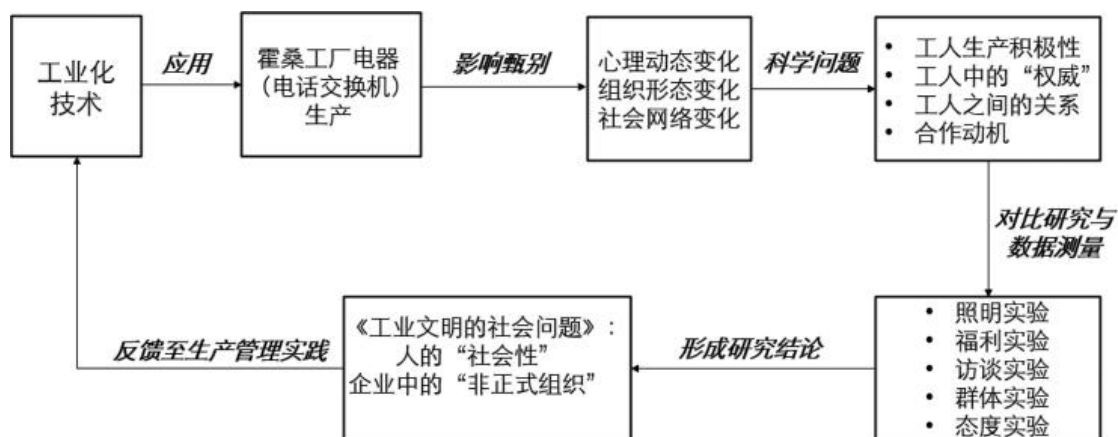 工业化
技术
应用
霍桑工厂电器
（电话交换机）
生产
影响甄别
心理动态变化
组织形态变化
社会网络变化
科学问题
• 工人生产积极性
• 工人中的“权威”
• 工人之间的关系
• 合作动机
对比研究与
数据测量
• 照明实验
• 福利实验
• 访谈实验
• 群体实验
• 态度实验
形成研究结论
《工业文明的社会问题》：
人的“社会性”
企业中的“非正式组织”
反馈至生产管理实践